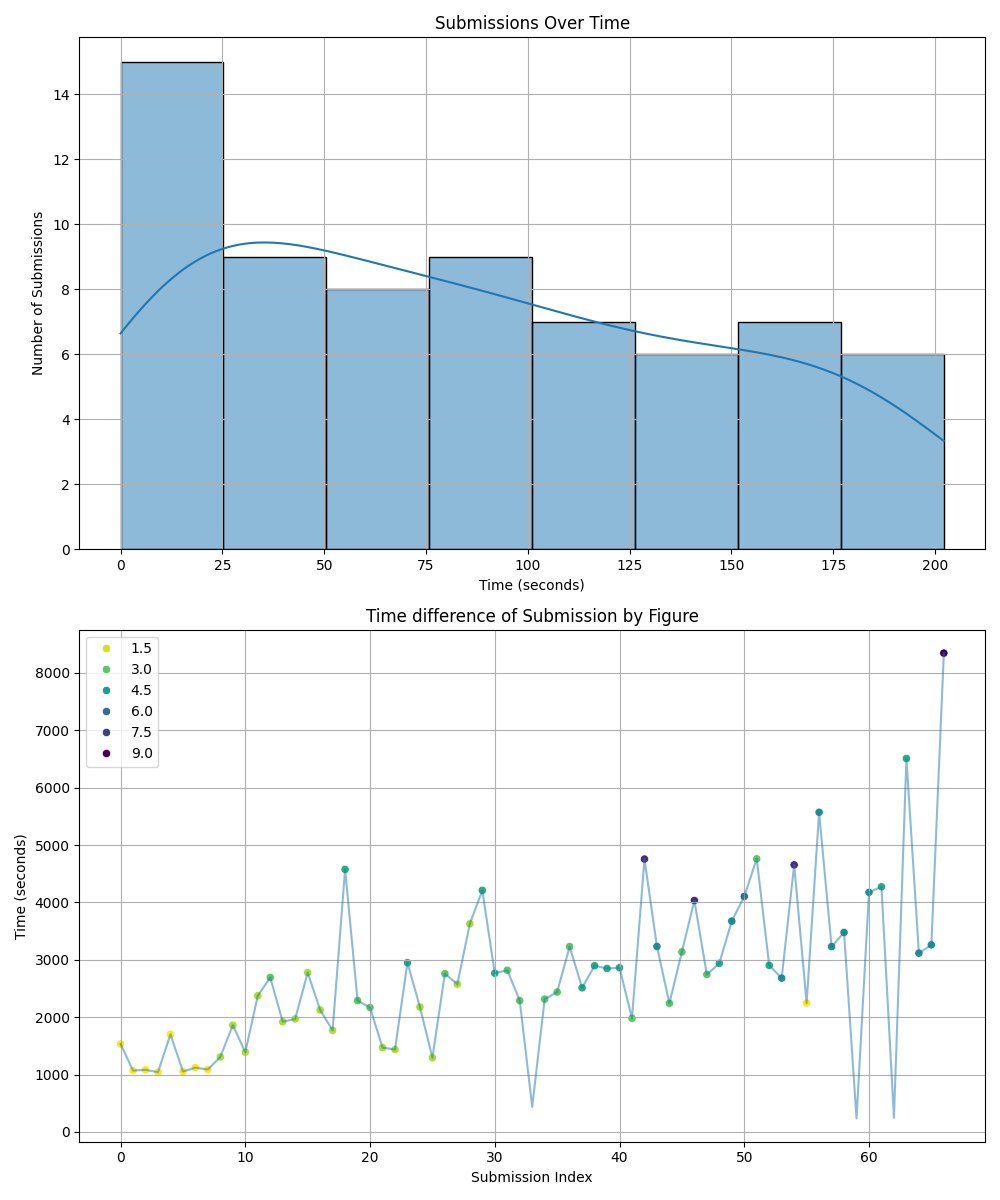 Submissions Over Time
14
12
10
8
6
4
2
0
Number of Submissions
0 25 50 75 100 125 150 175 200
Time (seconds)
Time difference of Submission by Figure
1.5
3.0
4.5
6.0
7.5
9.0
8000
7000
6000
5000
4000
3000
2000
1000
0
Time (seconds)
0 10 20 30 40 50 60
Submission Index